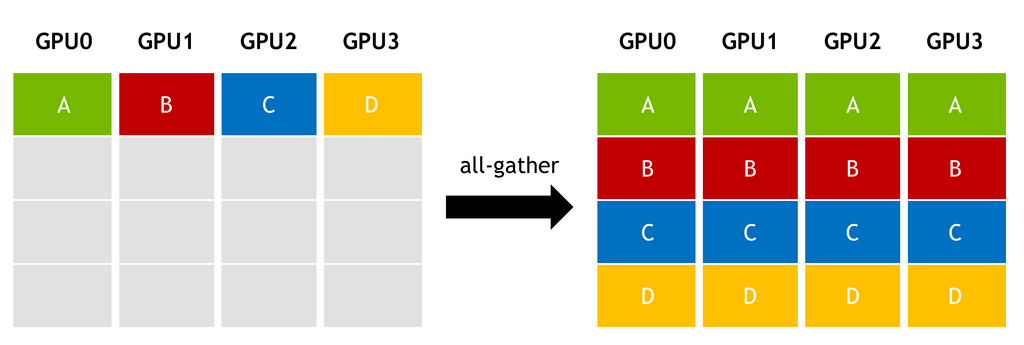 GPU0 GPU1 GPU2 GPU3
A B C D
all-gather
GPU0 GPU1 GPU2 GPU3
A A A A
B B B B
C C C C
D D D D